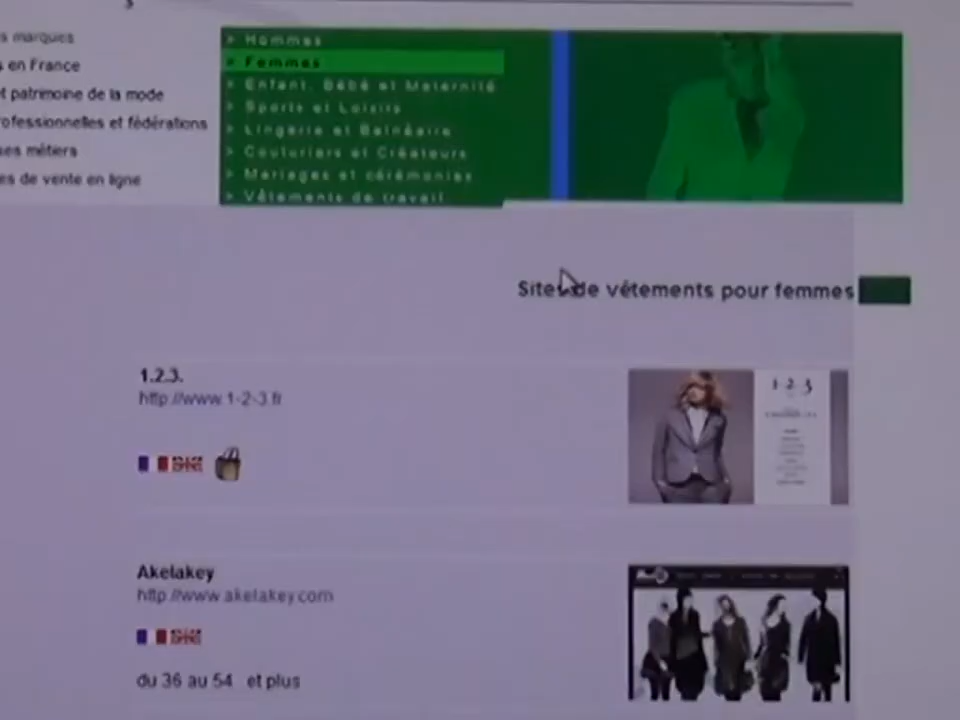 s marques
s en France
t patrimoine de la mode
rofessionnelles et fédérations
ses métiers
es de vente en ligne
> Hommes
> Femmes
> Enfant, Bébé et Maternité
> Sports et Loisirs
> Lingerie et Balnéaire
> Couturiers et Créateurs
> Mariages et cérémonies
> Vêtements de travail
Sites de vêtements pour femmes
1.2.3.
http://www.1-2-3.fr
1·2·3
Akelakey
http://www.akelakey.com
du 36 au 54 et plus